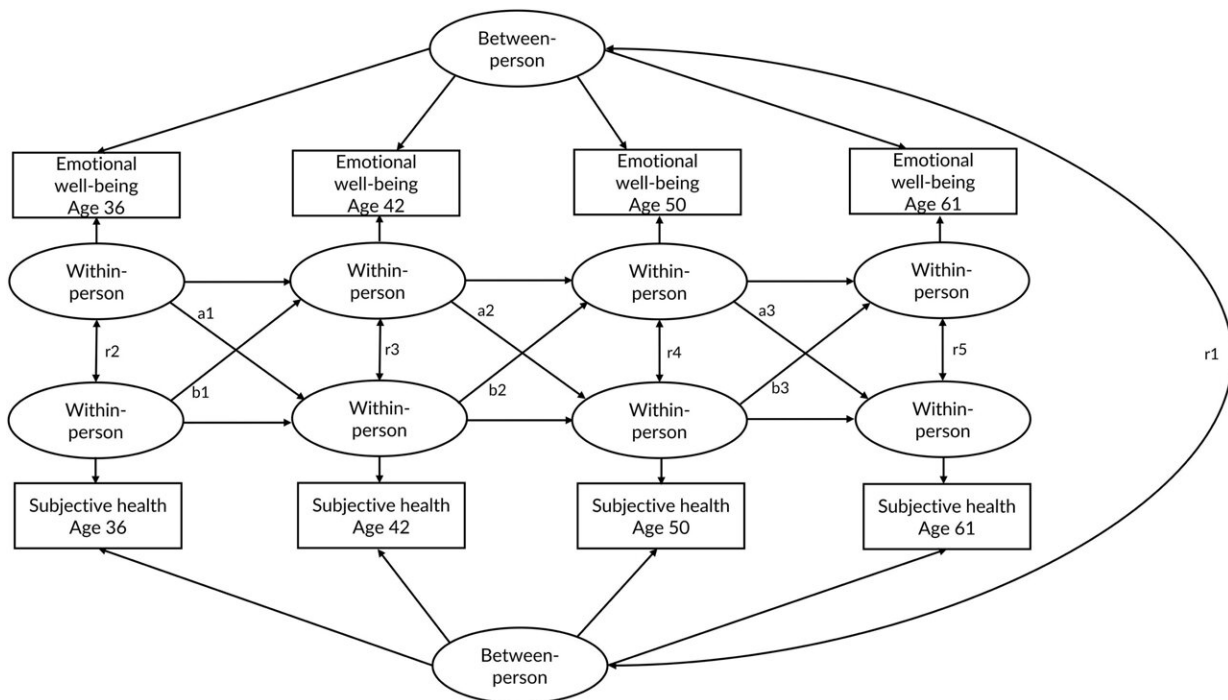 Between-
person
Emotional
well-being
Age 36
Emotional
well-being
Age 42
Emotional
well-being
Age 50
Emotional
well-being
Age 61
Within-
person
Within-
person
Within-
person
Within-
person
a1
a2
a3
r2
r3
r4
r5
r1
b1
b2
b3
Within-
person
Within-
person
Within-
person
Within-
person
Subjective health
Age 36
Subjective health
Age 42
Subjective health
Age 50
Subjective health
Age 61
Between-
person